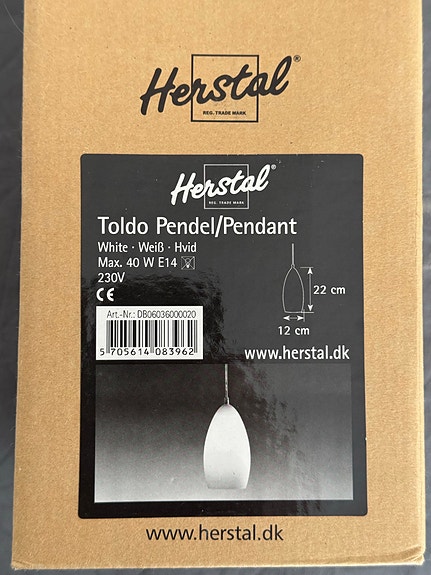 Herstal®
REG. TRADE MARK
Herstal®
REG. TRADE MARK
Toldo Pendel/Pendant
White · Weiß · Hvid
Max. 40 W E14
230V
CE
22 cm
12 cm
Art.-Nr.: DB06036000020
5 705614 083962
www.herstal.dk
www.herstal.dk